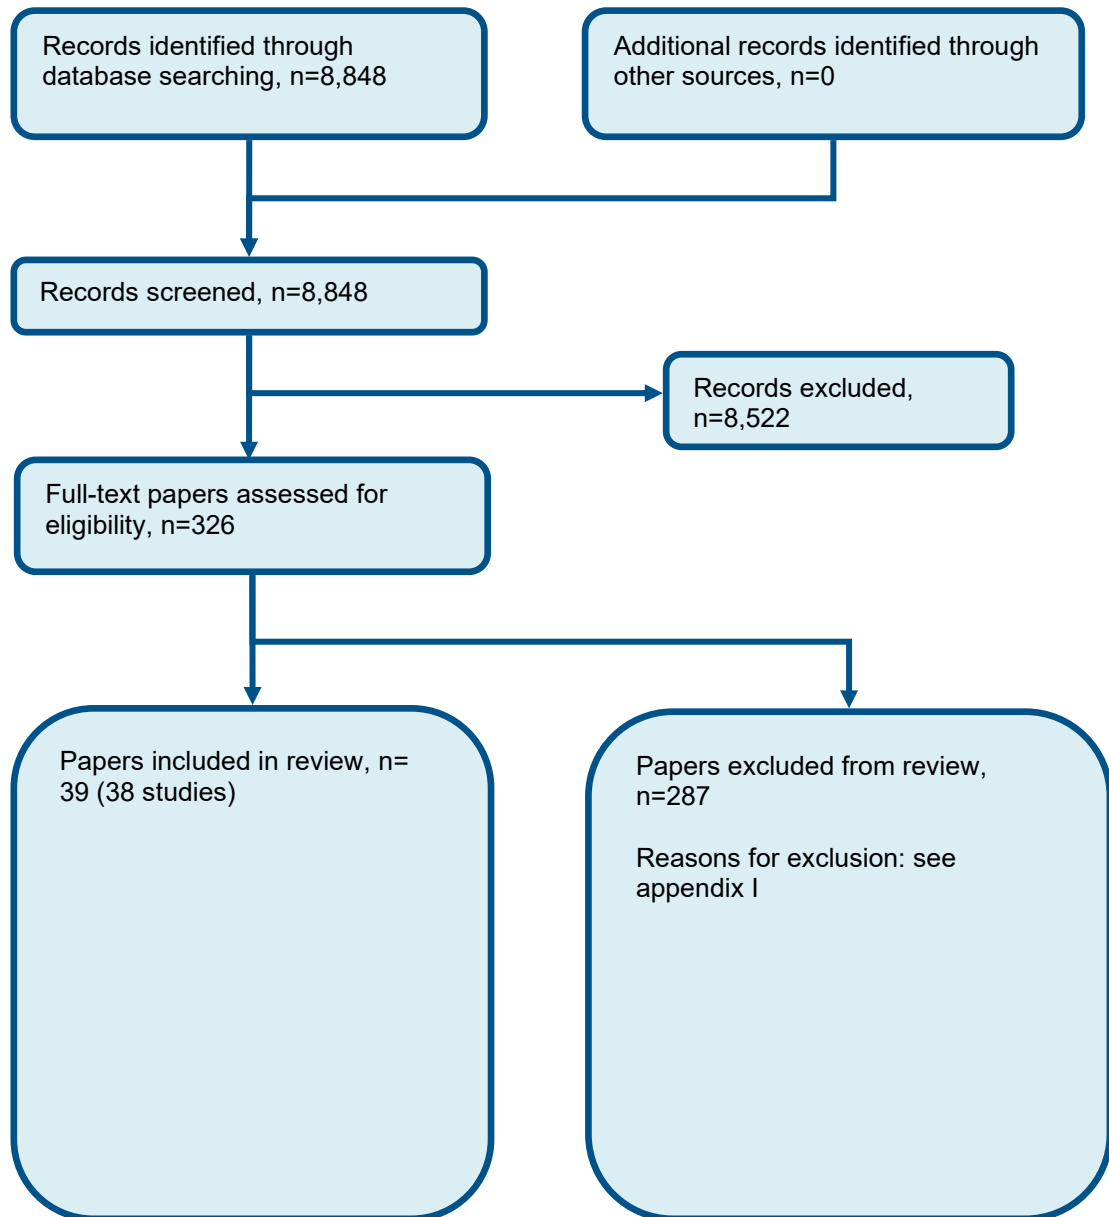 Records identified through
database searching, n=8,848
Additional records identified through
other sources, n=0
Records screened, n=8,848
Records excluded,
n=8,522
Full-text papers assessed for
eligibility, n=326
Papers included in review, n=
39 (38 studies)
Papers excluded from review,
n=287
Reasons for exclusion: see
appendix I